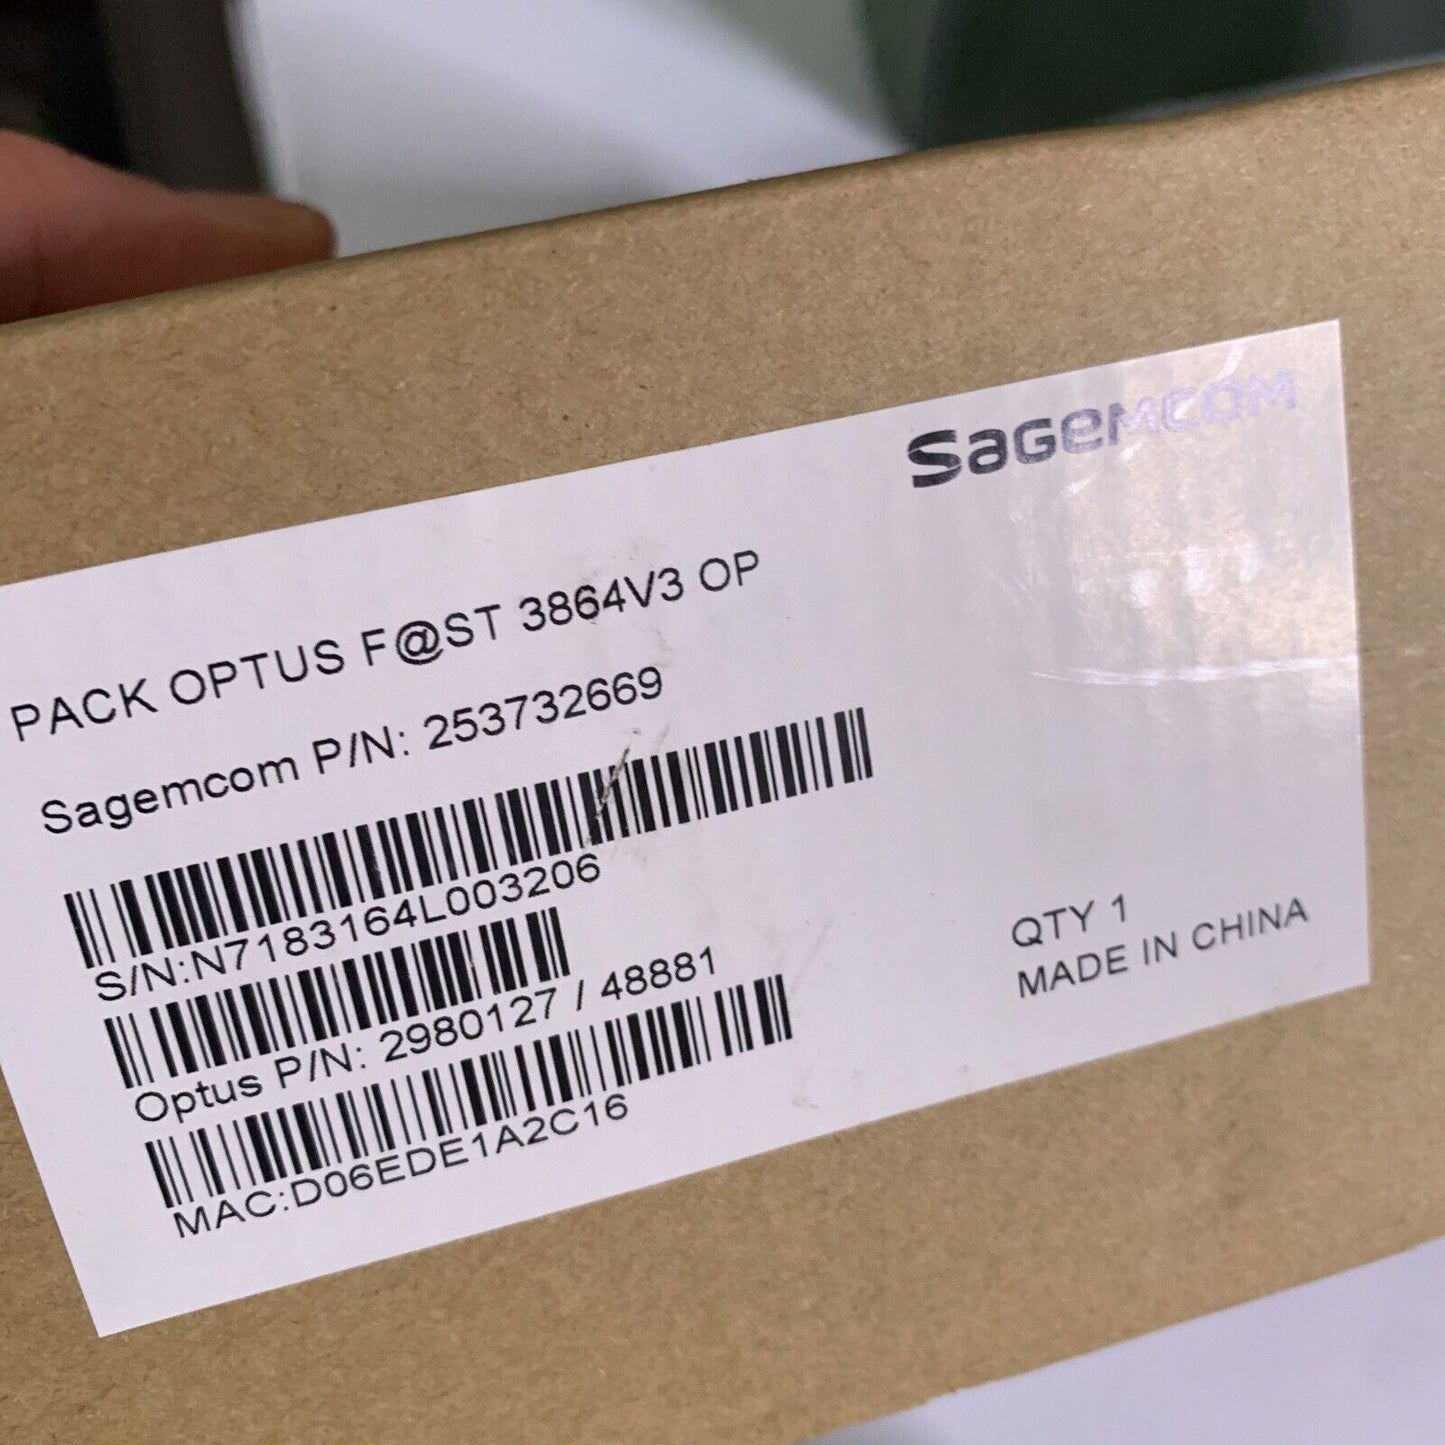 Sagemcom
PACK OPTUS F@ST 3864V3 OP
Sagemcom P/N: 253732669
S/N:N7183164L003206
Optus P/N: 2980127 / 48881
MAC:D06EDE1A2C16
QTY 1
MADE IN CHINA